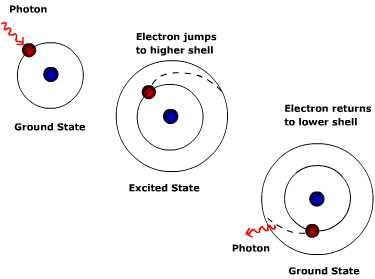 Photon
Ground State
Electron jumps
to higher shell
Excited State
Electron returns
to lower shell
Photon
Ground State